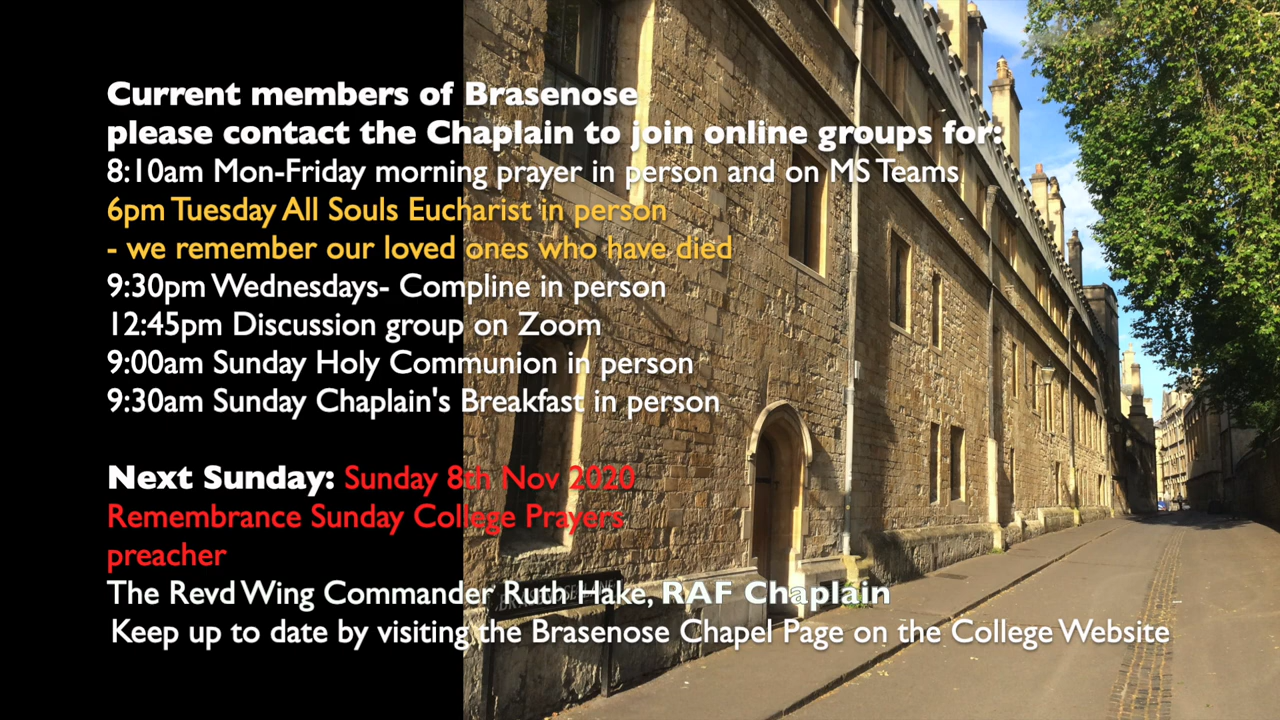 Current members of Brasenose
please contact the Chaplain to join online groups for:
8:10am Mon-Friday morning prayer in person and on MS Teams
6pm Tuesday All Souls Eucharist in person
- we remember our loved ones who have died
9:30pm Wednesdays- Compline in person
12:45pm Discussion group on Zoom
9:00am Sunday Holy Communion in person
9:30am Sunday Chaplain's Breakfast in person
Next Sunday: Sunday 8th Nov 2020
Remembrance Sunday College Prayers
preacher
The Revd Wing Commander Ruth Hake, RAF Chaplain
Keep up to date by visiting the Brasenose Chapel Page on the College Website